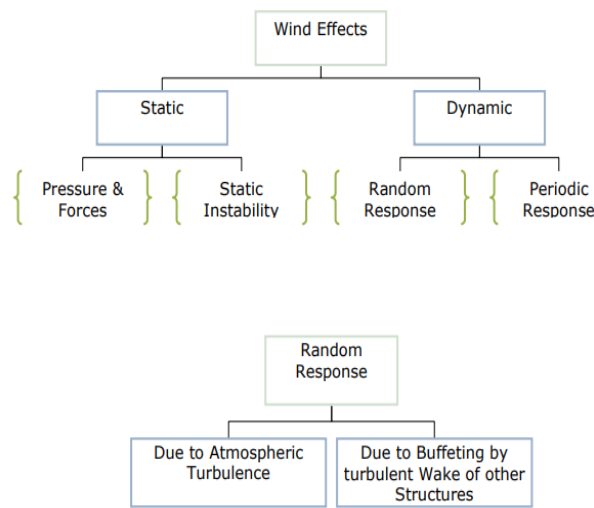 Wind Effects
Static
Dynamic
Pressure &
Forces
Static
Instability
Random
Response
Periodic
Response
Random
Response
Due to Atmospheric
Turbulence
Due to Buffeting by
turbulent Wake of other
Structures